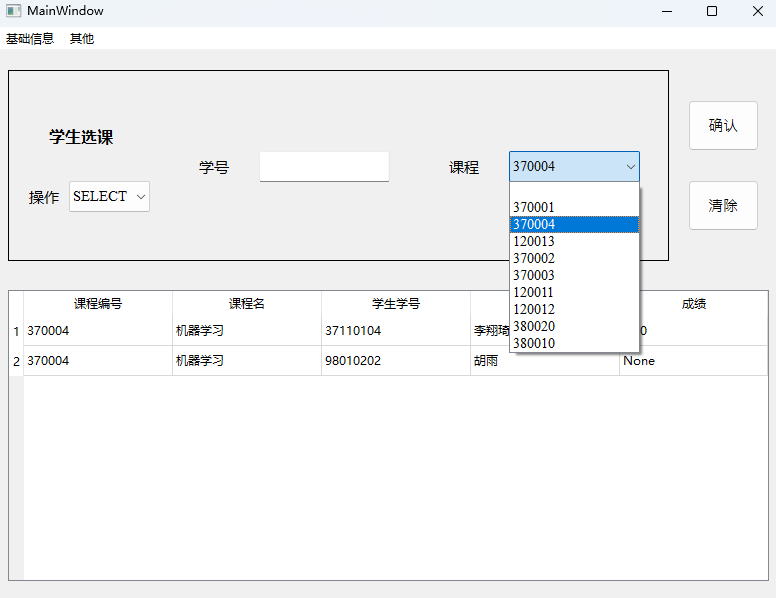 MainWindow
基础信息 其他
学生选课
确认
学号 课程 370004
操作 SELECT
清除
370001
370004
120013
370002
370003
120011
120012
380020
380010
课程编号 课程名 学生学号 成绩
1 370004 机器学习 37110104 李翔琦 0
2 370004 机器学习 98010202 胡雨 None